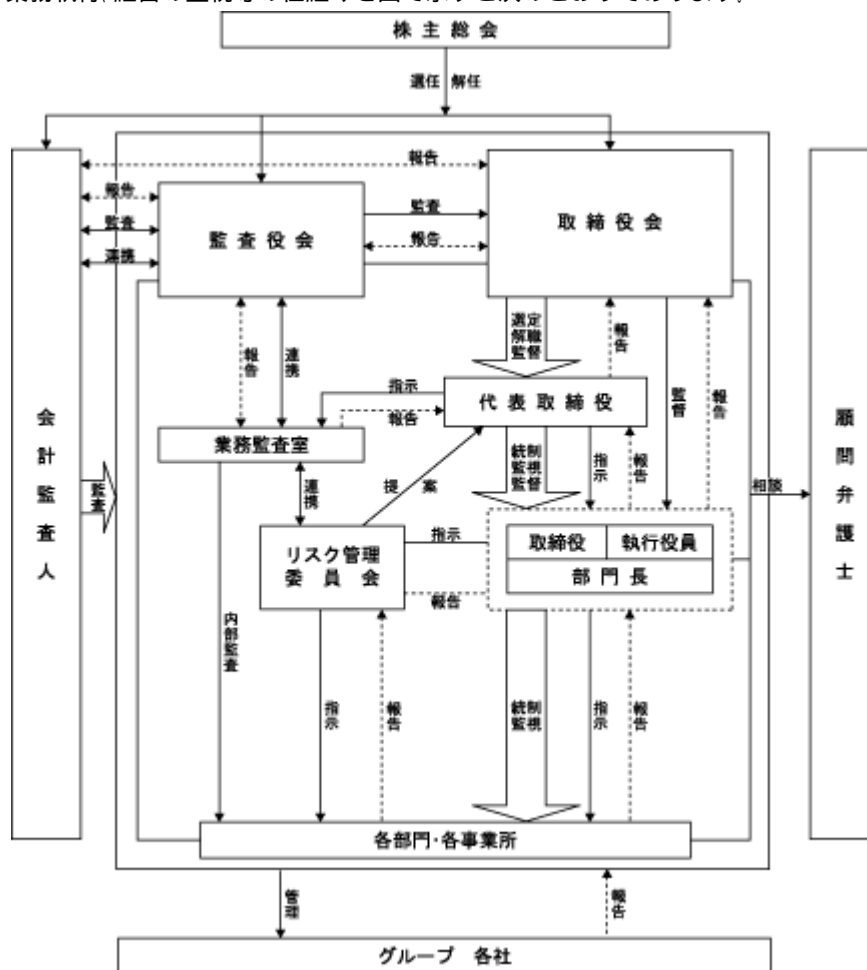 株主総会
選任 解任
報告
報告
監査
連携
監査役会
監査
報告
取締役会
報告
連携
選定
解職
監督
報告
監督
報告
指示
報告
代表取締役
業務監査室
連携
提案
統制
監視
監督
指示
報告
会計監査人
監査
顧問弁護士
相談
リスク管理
委員会
指示
報告
取締役
執行役員
部門長
内部監査
指示
報告
統制
監視
指示
報告
各部門・各事業所
管理
報告
グループ 各社